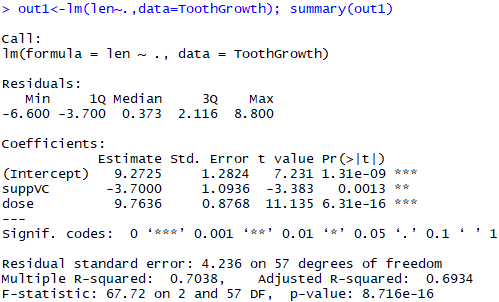 > out1<-lm(len~.,data=ToothGrowth); summary(out1)
Call:
lm(formula = len ~ ., data = ToothGrowth)
Residuals:
   Min     1Q Median     3Q    Max
-6.600 -3.700  0.373  2.116  8.800
Coefficients:
            Estimate Std. Error t value Pr(>|t|)
(Intercept)   9.2725     1.2824   7.231 1.31e-09 ***
suppVC       -3.7000     1.0936  -3.383   0.0013 **
dose          9.7636     0.8768  11.135 6.31e-16 ***
---
Signif. codes:  0 ‘***’ 0.001 ‘**’ 0.01 ‘*’ 0.05 ‘.’ 0.1 ‘ ’ 1
Residual standard error: 4.236 on 57 degrees of freedom
Multiple R-squared:  0.7038,    Adjusted R-squared:  0.6934
F-statistic: 67.72 on 2 and 57 DF,  p-value: 8.716e-16